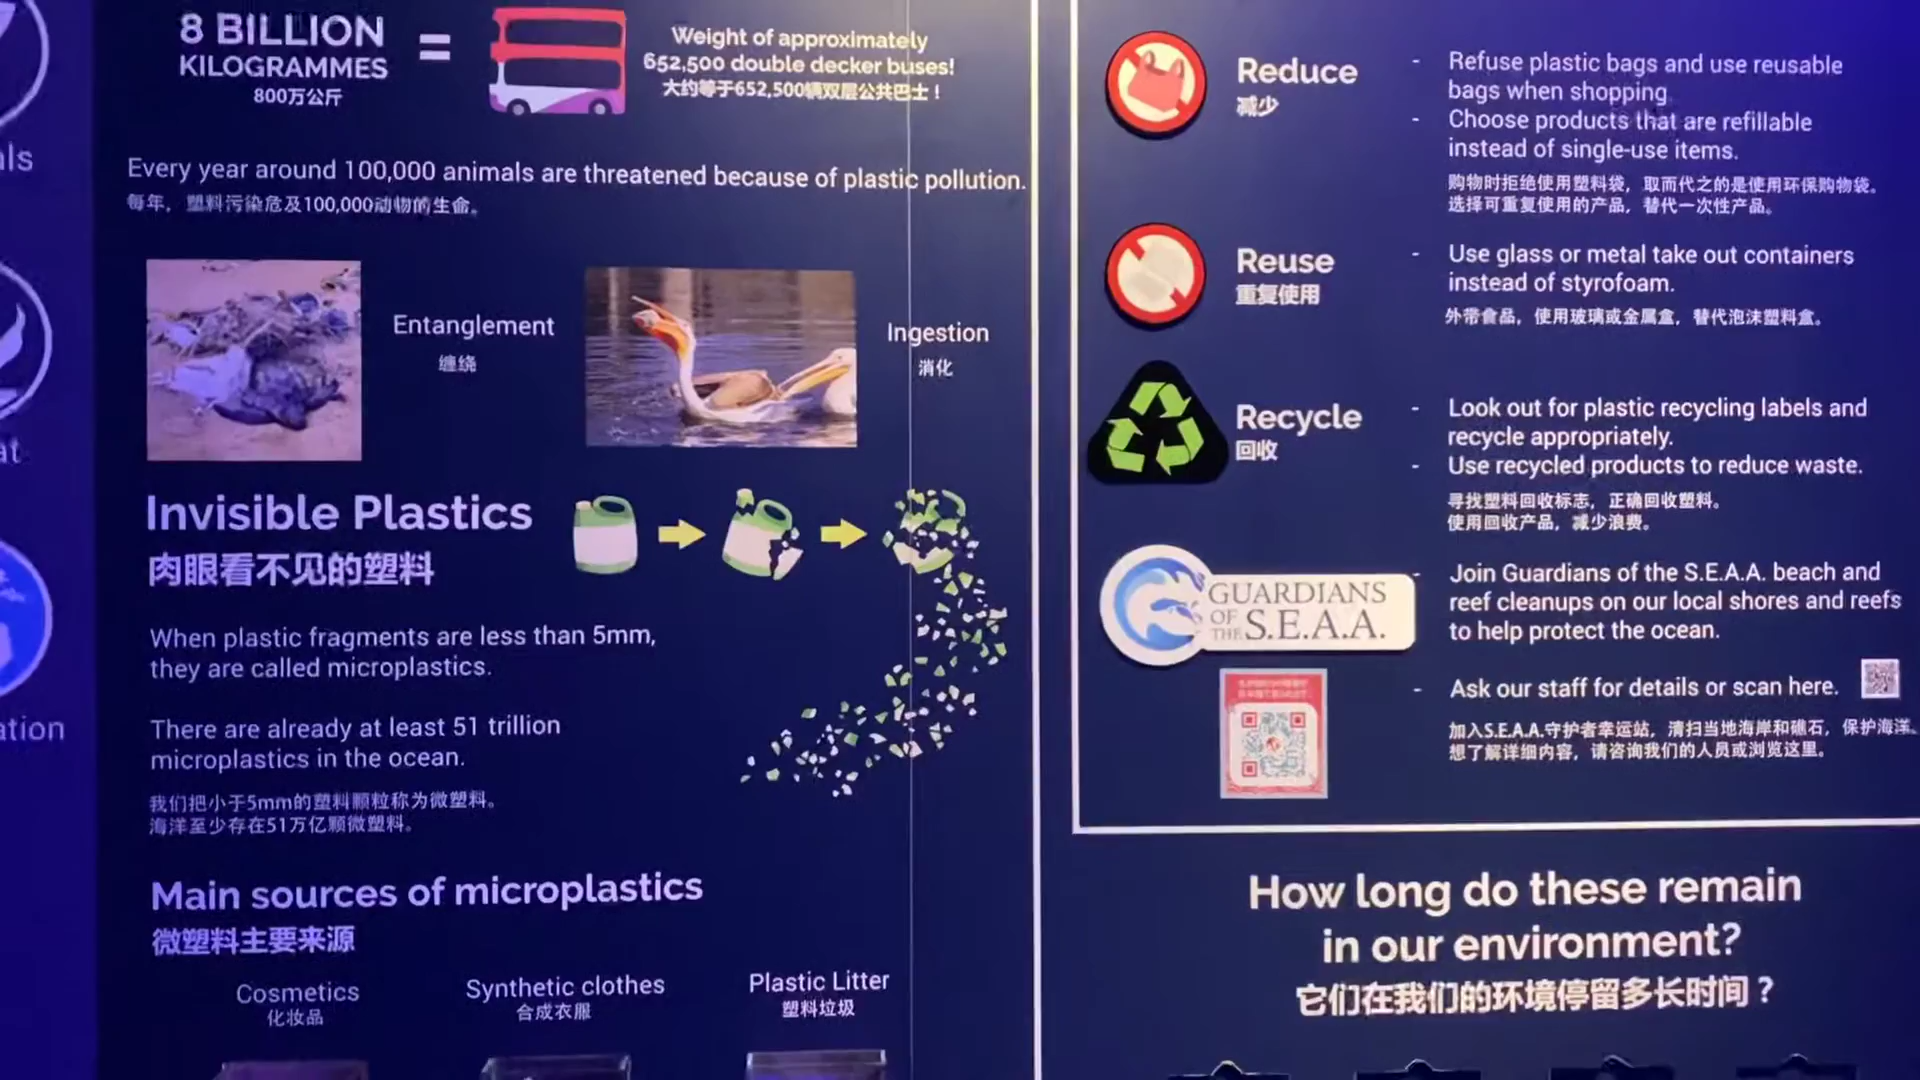 8 BILLION
KILOGRAMMES
800万公斤
=
Weight of approximately
652,500 double decker buses!
大约等于652,500辆双层公共巴士！
Every year around 100,000 animals are threatened because of plastic pollution.
每年，塑料污染危及100,000动物的生命。
Entanglement
缠绕
Ingestion
消化
Invisible Plastics
肉眼看不见的塑料
When plastic fragments are less than 5mm,
they are called microplastics.
There are already at least 51 trillion
microplastics in the ocean.
我们把小于5mm的塑料颗粒称为微塑料。
海洋至少存在51万亿颗微塑料。
Main sources of microplastics
微塑料主要来源
Cosmetics
化妆品
Synthetic clothes
合成衣服
Plastic Litter
塑料垃圾
Reduce
减少
- Refuse plastic bags and use reusable
bags when shopping.
- Choose products that are refillable
instead of single-use items.
购物时拒绝使用塑料袋，取而代之的是使用环保购物袋。
选择可重复使用的产品，替代一次性产品。
Reuse
重复使用
- Use glass or metal take out containers
instead of styrofoam.
外带食品，使用玻璃或金属盒，替代泡沫塑料盒。
Recycle
回收
- Look out for plastic recycling labels and
recycle appropriately.
- Use recycled products to reduce waste.
寻找塑料回收标志，正确回收塑料。
使用回收产品，减少浪费。
GUARDIANS
OF THE S.E.A.A.
- Join Guardians of the S.E.A.A. beach and
reef cleanups on our local shores and reefs
to help protect the ocean.
- Ask our staff for details or scan here.
加入S.E.A.A.守护者幸运站，清扫当地海岸和礁石，保护海洋。
想了解详细内容，请咨询我们的人员或浏览这里。
How long do these remain
in our environment?
它们在我们的环境停留多长时间？
als
at
ation